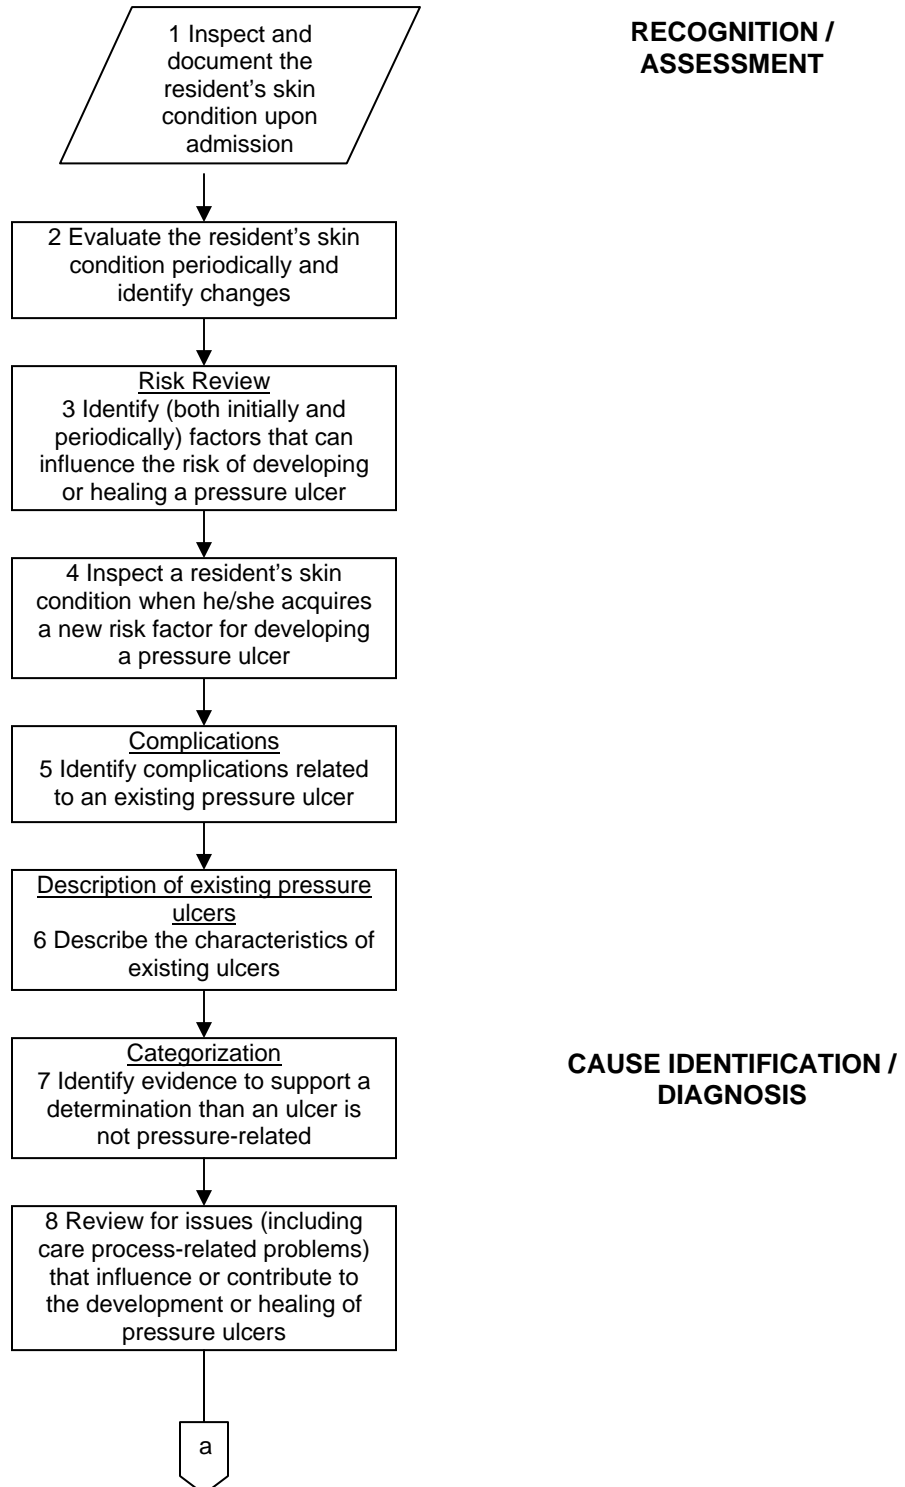 1 Inspect and
document the
resident’s skin
condition upon
admission
RECOGNITION /
ASSESSMENT
2 Evaluate the resident’s skin
condition periodically and
identify changes
Risk Review
3 Identify (both initially and
periodically) factors that can
influence the risk of developing
or healing a pressure ulcer
4 Inspect a resident’s skin
condition when he/she acquires
a new risk factor for developing
a pressure ulcer
Complications
5 Identify complications related
to an existing pressure ulcer
Description of existing pressure
ulcers
6 Describe the characteristics of
existing ulcers
Categorization
7 Identify evidence to support a
determination than an ulcer is
not pressure-related
CAUSE IDENTIFICATION /
DIAGNOSIS
8 Review for issues (including
care process-related problems)
that influence or contribute to
the development or healing of
pressure ulcers
a